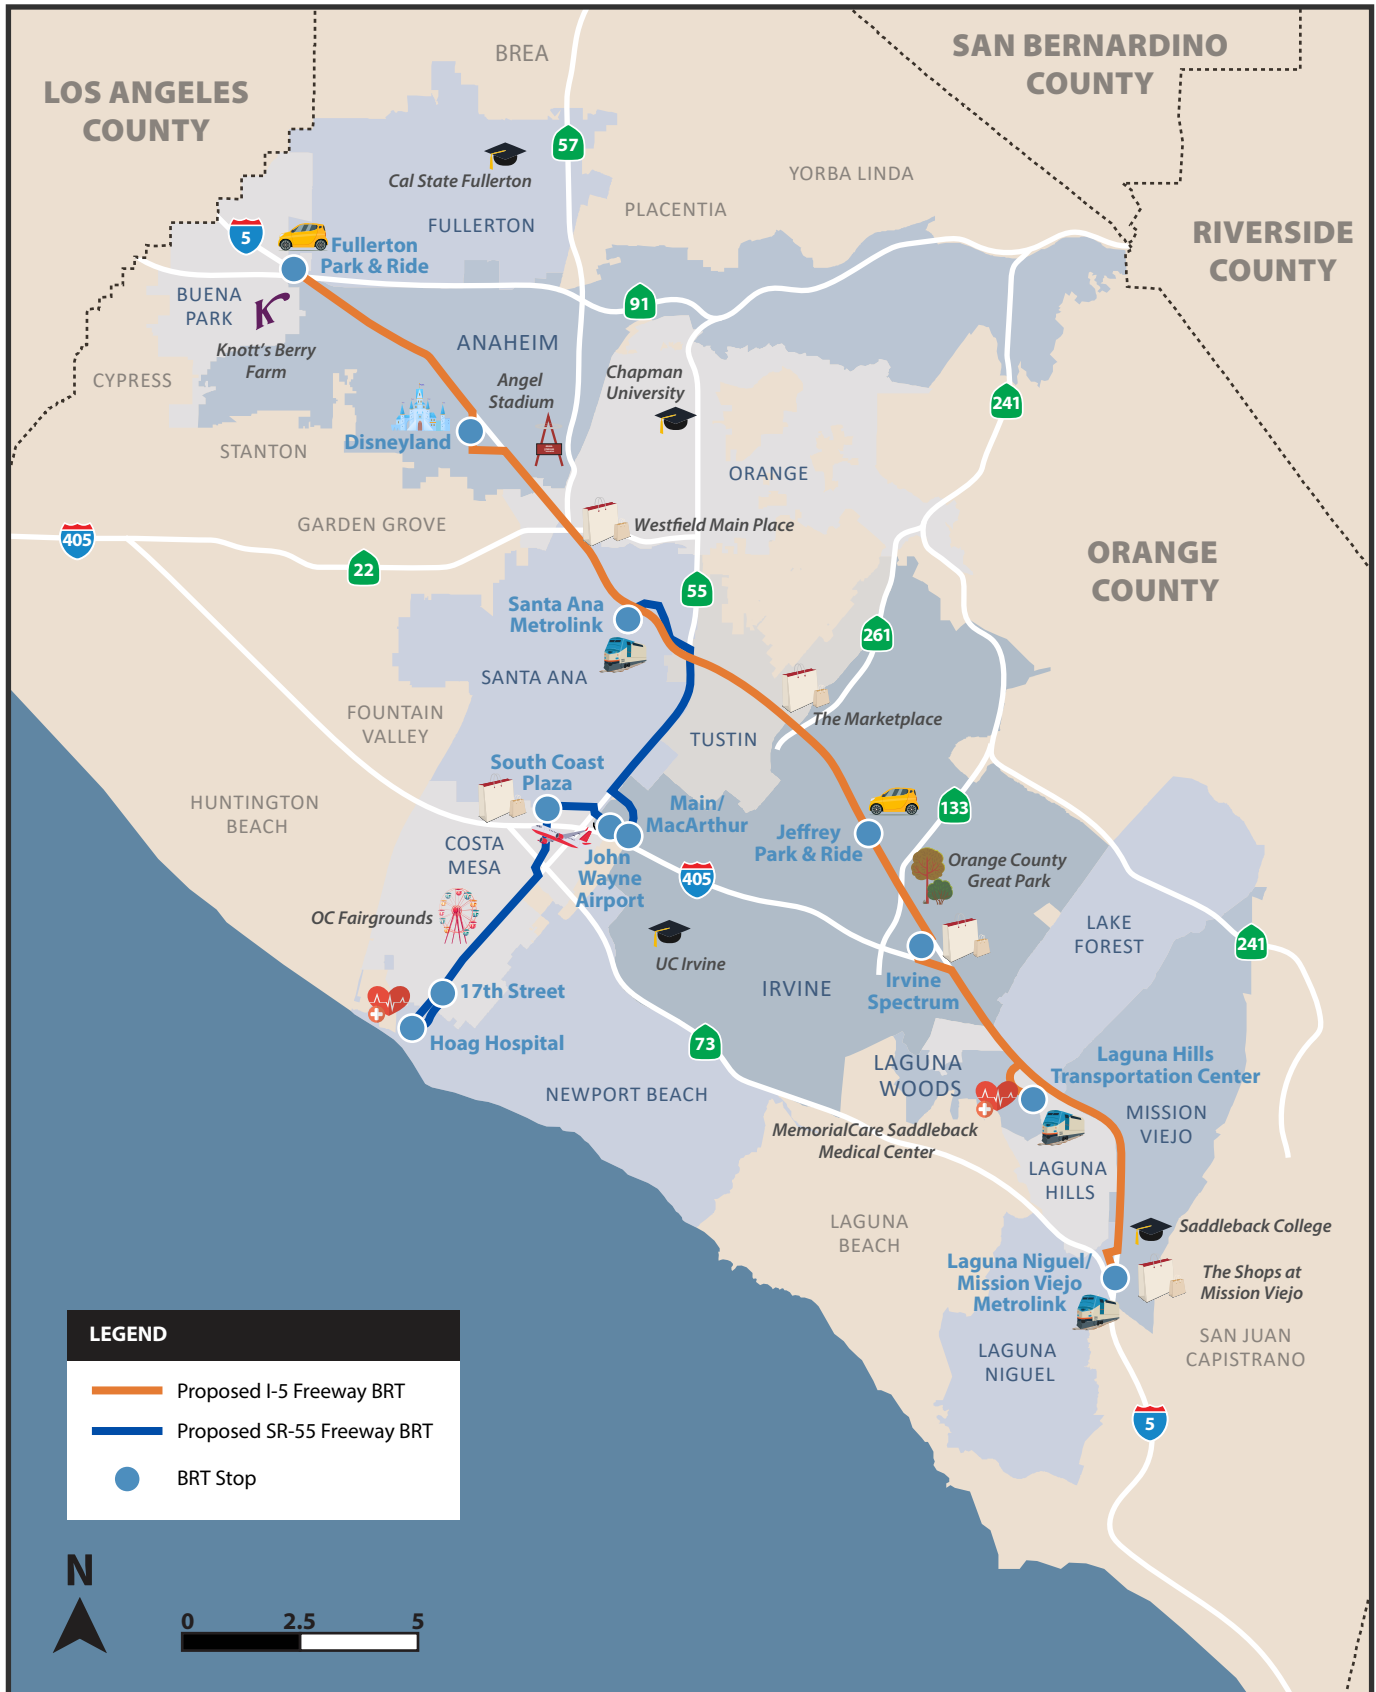 BREA
SAN BERNARDINO
COUNTY
LOS ANGELES
COUNTY
57
Cal State Fullerton
YORBA LINDA
PLACENTIA
FULLERTON
5
Fullerton
Park & Ride
RIVERSIDE
COUNTY
BUENA
PARK
K
91
Knott's Berry
Farm
ANAHEIM
CYPRESS
Angel
Stadium
Chapman
University
241
Disneyland
STANTON
ORANGE
GARDEN GROVE
Westfield Main Place
405
22
ORANGE
COUNTY
55
Santa Ana
Metrolink
261
SANTA ANA
FOUNTAIN
VALLEY
The Marketplace
TUSTIN
South Coast
Plaza
HUNTINGTON
BEACH
Main/
MacArthur
133
Jeffrey
Park & Ride
COSTA
MESA
John
Wayne
Airport
405
Orange County
Great Park
OC Fairgrounds
LAKE
FOREST
241
UC Irvine
17th Street
IRVINE
Irvine
Spectrum
Hoag Hospital
73
LAGUNA
WOODS
Laguna Hills
Transportation Center
NEWPORT BEACH
MISSION
VIEJO
MemorialCare Saddleback
Medical Center
LAGUNA
HILLS
LAGUNA
BEACH
Saddleback College
Laguna Niguel/
Mission Viejo
Metrolink
The Shops at
Mission Viejo
SAN JUAN
CAPISTRANO
LAGUNA
NIGUEL
5
LEGEND
Proposed I-5 Freeway BRT
Proposed SR-55 Freeway BRT
BRT Stop
N
0 2.5 5